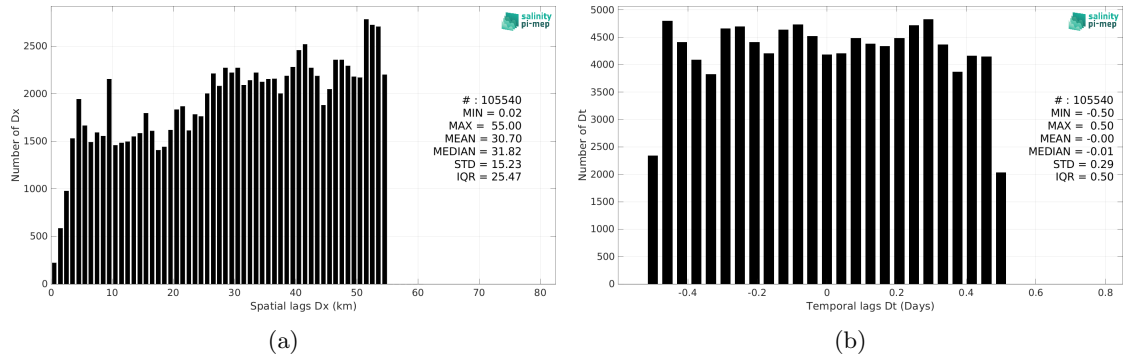 salinity
pi-mep
2500
2000
1500
1000
500
0
Number of Dx
# : 105540
MIN = 0.02
MAX = 55.00
MEAN = 30.70
MEDIAN = 31.82
STD = 15.23
IQR = 25.47
0 10 20 30 40 50 60 70 80
Spatial lags Dx (km)
(a)
salinity
pi-mep
5000
4500
4000
3500
3000
2500
2000
1500
1000
500
0
Number of Dt
# : 105540
MIN = -0.50
MAX = 0.50
MEAN = -0.00
MEDIAN = -0.01
STD = 0.29
IQR = 0.50
-0.4 -0.2 0 0.2 0.4 0.6 0.8
Temporal lags Dt (Days)
(b)